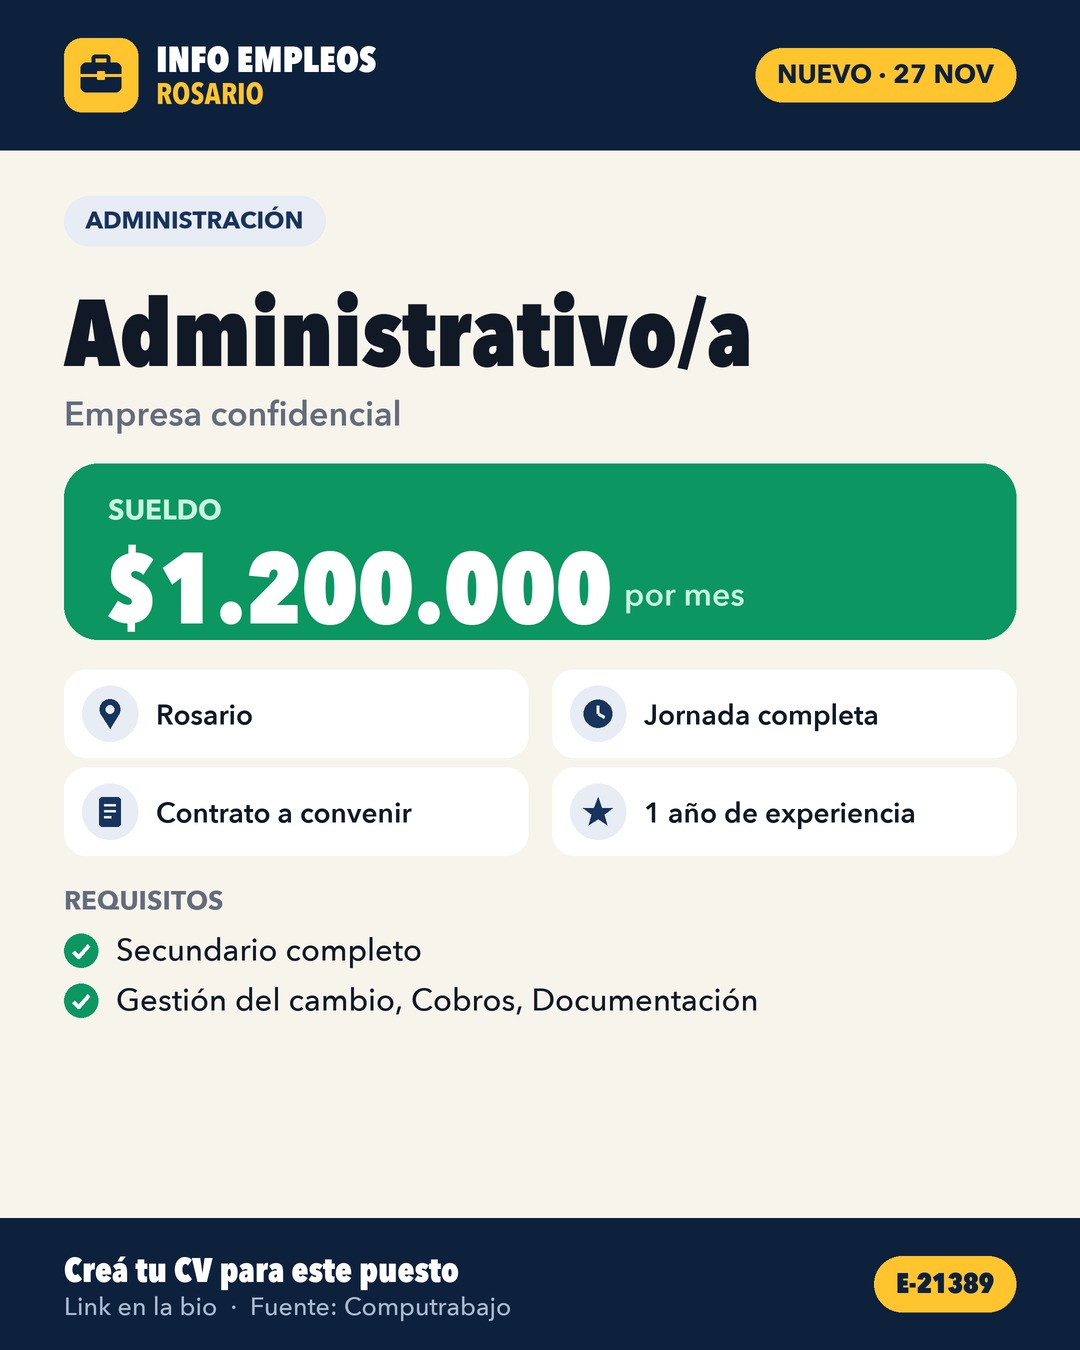 INFO EMPLEOS
ROSARIO
NUEVO · 27 NOV
ADMINISTRACIÓN
Administrativo/a
Empresa confidencial
SUELDO
$1.200.000 por mes
Rosario
Jornada completa
Contrato a convenir
1 año de experiencia
REQUISITOS
Secundario completo
Gestión del cambio, Cobros, Documentación
Creá tu CV para este puesto
Link en la bio · Fuente: Computrabajo
E-21389